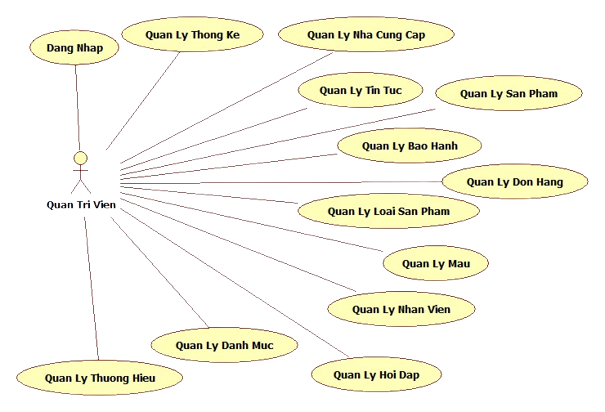 Quan Ly Thong Ke
Quan Ly Nha Cung Cap
Dang Nhap
Quan Ly Tin Tuc
Quan Ly San Pham
Quan Ly Bao Hanh
Quan Ly Don Hang
Quan Tri Vien
Quan Ly Loai San Pham
Quan Ly Mau
Quan Ly Nhan Vien
Quan Ly Danh Muc
Quan Ly Thuong Hieu
Quan Ly Hoi Dap